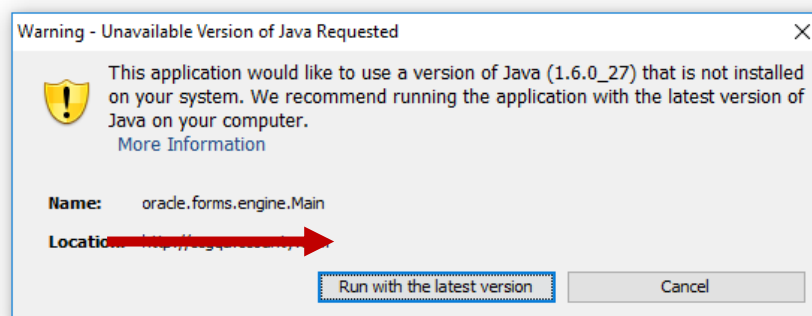 Warning - Unavailable Version of Java Requested
This application would like to use a version of Java (1.6.0_27) that is not installed
on your system. We recommend running the application with the latest version of
Java on your computer.
More Information
Name: oracle.forms.engine.Main
Location:
Run with the latest version Cancel